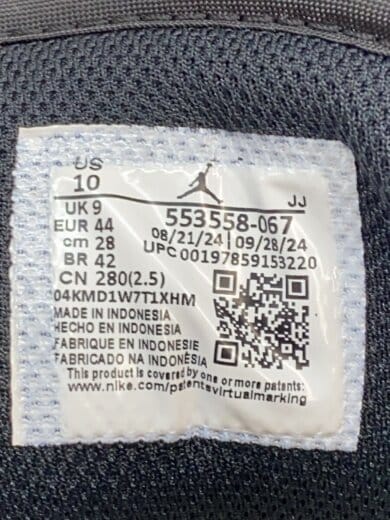 US
10
JJ
UK 9
553558-067
EUR 44
08/21/24 | 09/28/24
cm 28
UPC 00197859153220
BR 42
CN 280(2.5)
04KMD1W7T1XHM
MADE IN INDONESIA
HECHO EN INDONESIA
FABRIQUE EN INDONESIE
FABRICADO NA INDONÉSIA
This product is covered by one or more patents:
www.nike.com/patentsvirtualmarking